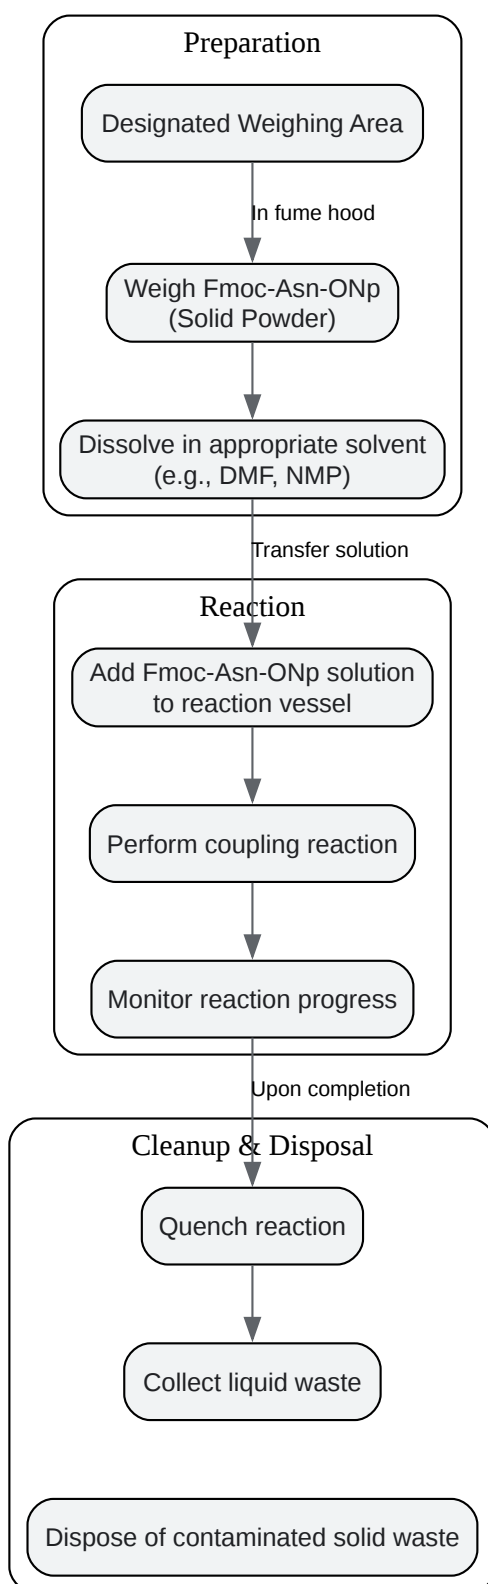 Preparation
Designated Weighing Area
In fume hood
Weigh Fmoc-Asn-ONp
(Solid Powder)
Dissolve in appropriate solvent
(e.g., DMF, NMP)
Transfer solution
Reaction
Add Fmoc-Asn-ONp solution
to reaction vessel
Perform coupling reaction
Monitor reaction progress
Upon completion
Cleanup & Disposal
Quench reaction
Collect liquid waste
Dispose of contaminated solid waste